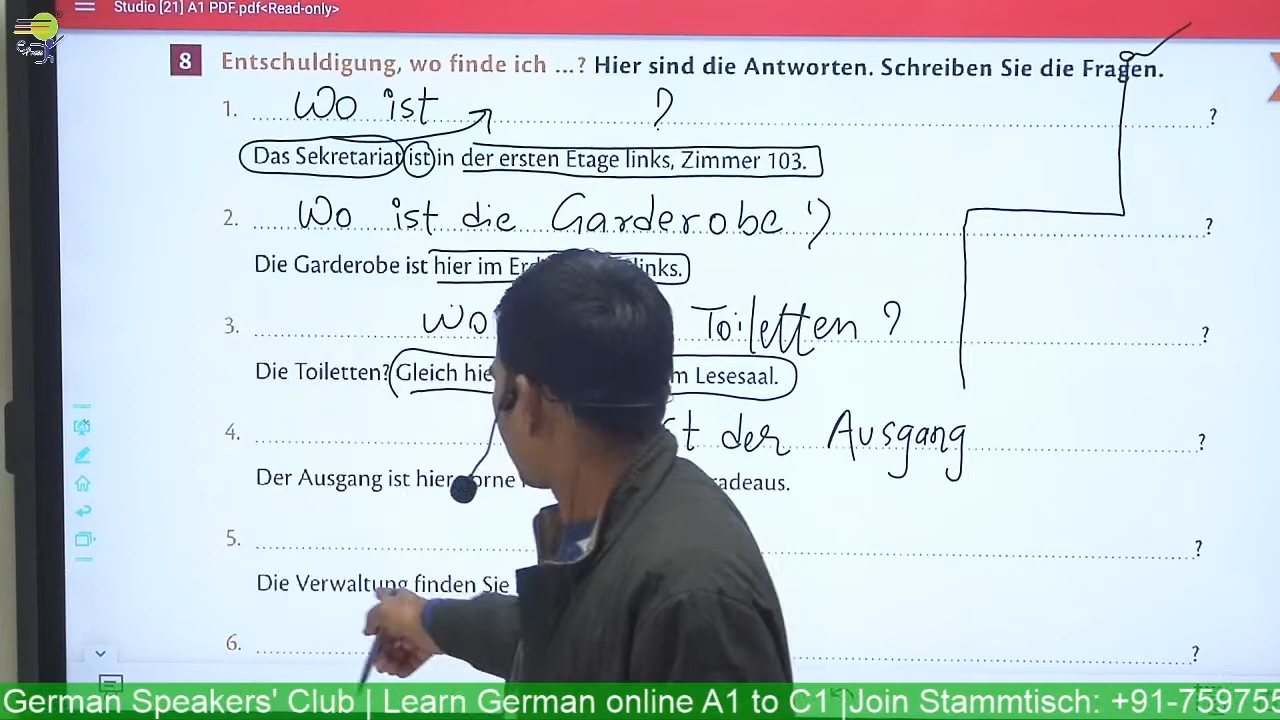 Studio [21] A1 PDF.pdf<Read-only>
8 Entschuldigung, wo finde ich ...? Hier sind die Antworten. Schreiben Sie die Fragen.
1. Wo ist ? ?
Das Sekretariat ist in der ersten Etage links, Zimmer 103.
2. Wo ist die Garderobe ? ?
Die Garderobe ist hier im links.
3. Wo Toiletten ? ?
Die Toiletten? Gleich Lesesaal.
4. der Ausgang ?
Der Ausgang ist hier
5. ?
Die Verwaltung finden Sie
6. ?
German Speakers' Club | Learn German online A1 to C1 |Join Stammtisch: +91-759755